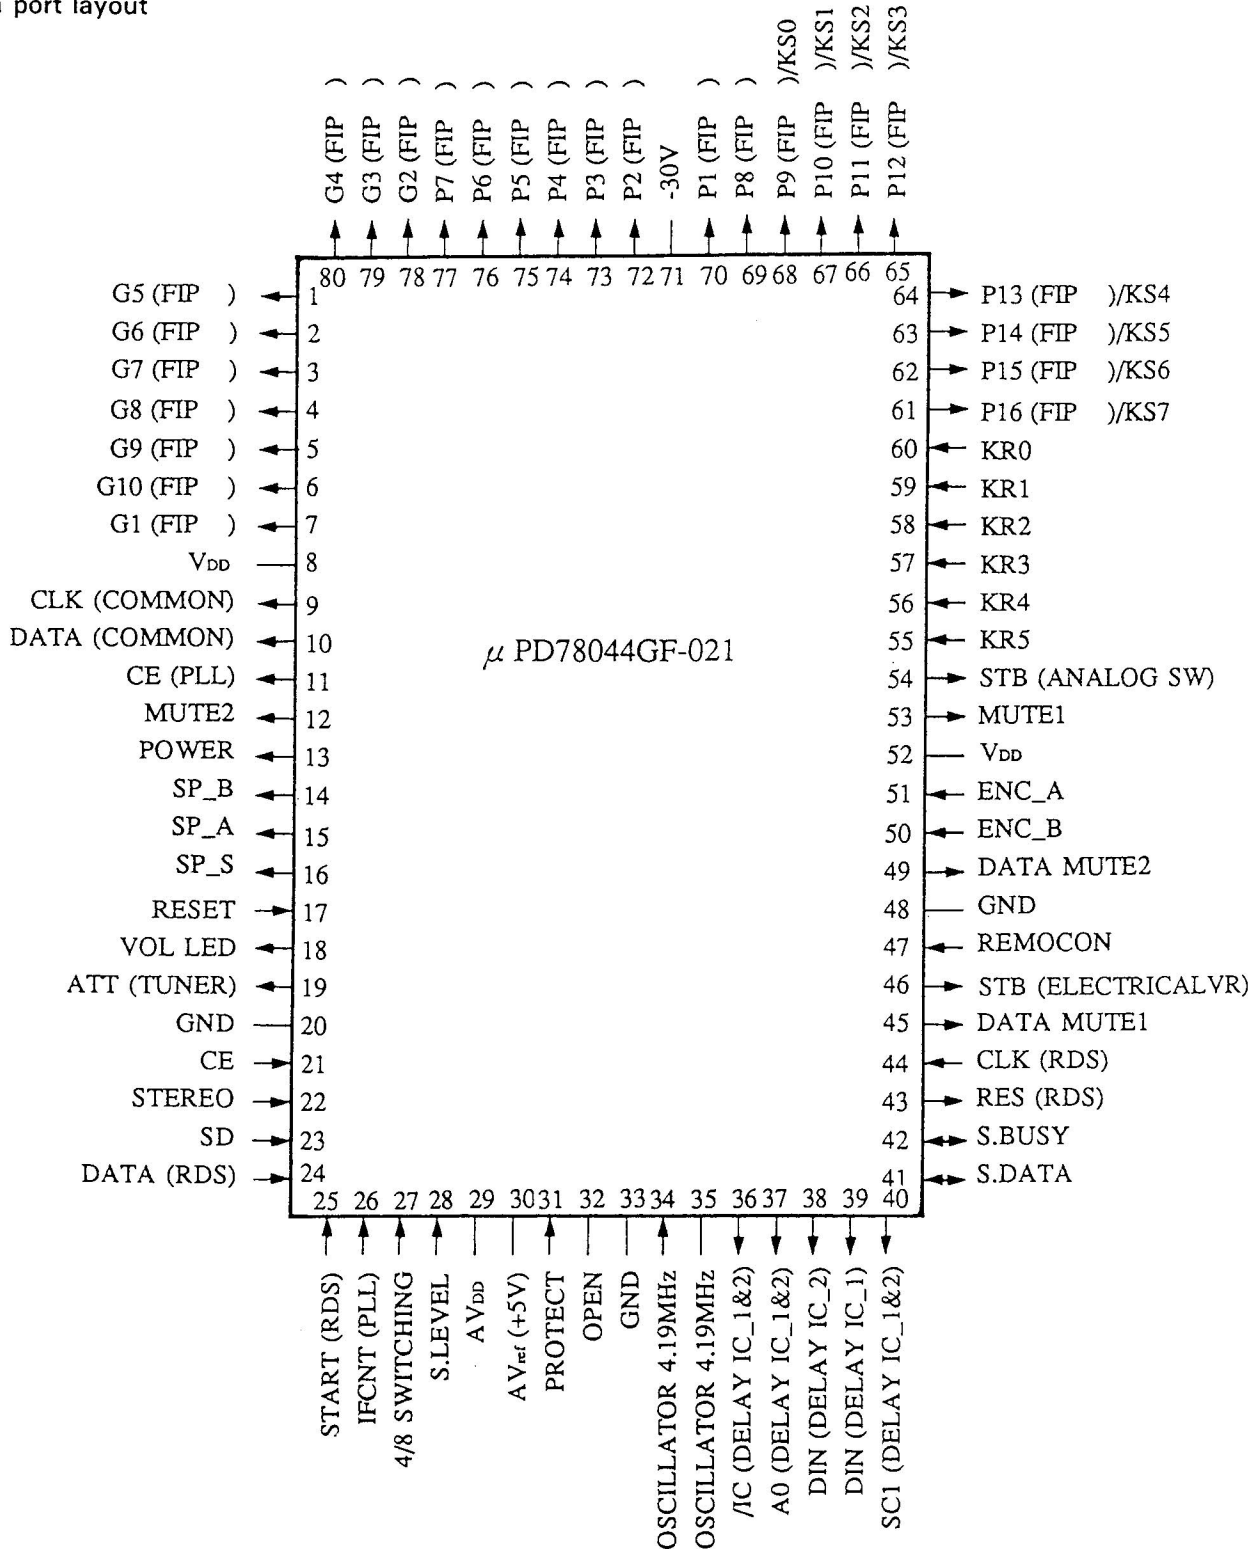 port layout
G4 (FIP )
G3 (FIP )
G2 (FIP )
P7 (FIP )
P6 (FIP )
P5 (FIP )
P4 (FIP )
P3 (FIP )
P2 (FIP )
-30V
P1 (FIP )
P8 (FIP )
P9 (FIP )/KS0
P10 (FIP )/KS1
P11 (FIP )/KS2
P12 (FIP )/KS3
80 79 78 77 76 75 74 73 72 71 70 69 68 67 66 65
G5 (FIP ) 1
64 P13 (FIP )/KS4
G6 (FIP ) 2
63 P14 (FIP )/KS5
G7 (FIP ) 3
62 P15 (FIP )/KS6
G8 (FIP ) 4
61 P16 (FIP )/KS7
G9 (FIP ) 5
60 KR0
G10 (FIP ) 6
59 KR1
G1 (FIP ) 7
58 KR2
VDD 8
57 KR3
CLK (COMMON) 9
56 KR4
DATA (COMMON) 10
55 KR5
μ PD78044GF-021
CE (PLL) 11
54 STB (ANALOG SW)
MUTE2 12
53 MUTE1
POWER 13
52 VDD
SP_B 14
51 ENC_A
SP_A 15
50 ENC_B
SP_S 16
49 DATA MUTE2
RESET 17
48 GND
VOL LED 18
47 REMOCON
ATT (TUNER) 19
46 STB (ELECTRICALVR)
GND 20
45 DATA MUTE1
CE 21
44 CLK (RDS)
STEREO 22
43 RES (RDS)
SD 23
42 S.BUSY
DATA (RDS) 24
41 S.DATA
25 26 27 28 29 30 31 32 33 34 35 36 37 38 39 40
START (RDS)
IFCNT (PLL)
4/8 SWITCHING
S.LEVEL
AVDD
AVref (+5V)
PROTECT
OPEN
GND
OSCILLATOR 4.19MHz
OSCILLATOR 4.19MHz
/IC (DELAY IC_1&2)
A0 (DELAY IC_1&2)
DIN (DELAY IC_2)
DIN (DELAY IC_1)
SC1 (DELAY IC_1&2)